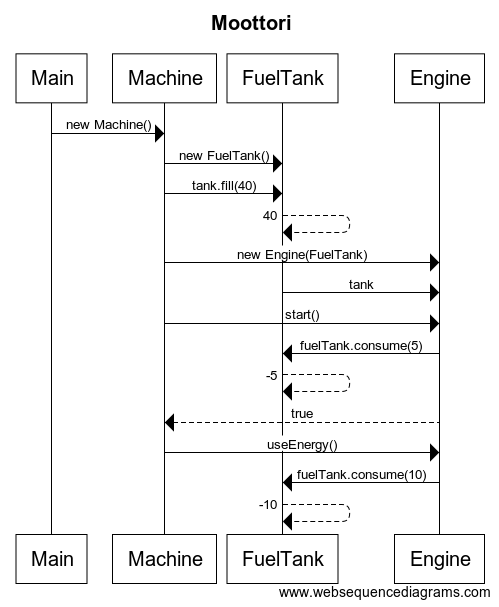 Moottori
Main Machine FuelTank Engine
new Machine()
new FuelTank()
tank.fill(40)
40
new Engine(FuelTank)
tank
start()
fuelTank.consume(5)
-5
true
useEnergy()
fuelTank.consume(10)
-10
Main Machine FuelTank Engine
www.websequencediagrams.com